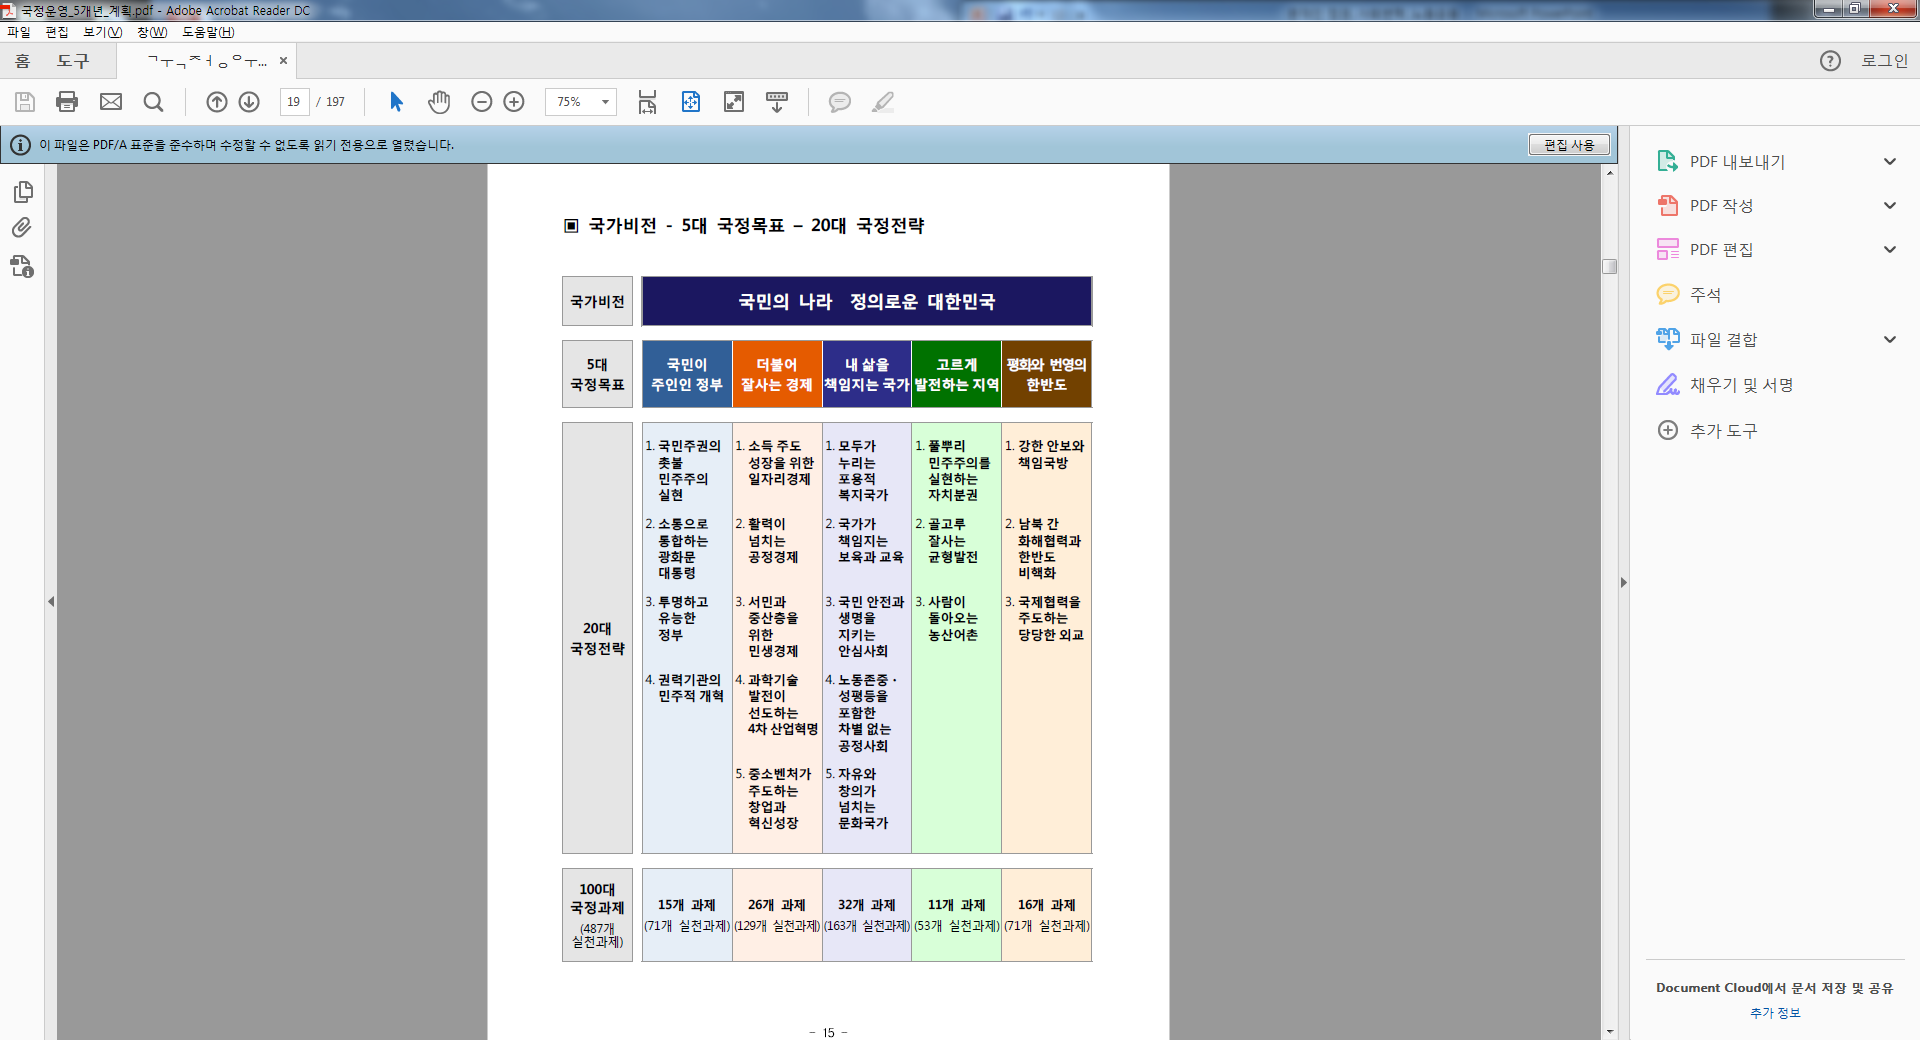 국정운영_5개년_계획.pdf - Adobe Acrobat Reader DC
파일 편집 보기(V) 창(W) 도움말(H)
홈 도구 ㄱㅜㄱㅈㅓㅇㅇㅜ... ×
로그인
19 / 197
75%
이 파일은 PDF/A 표준을 준수하며 수정할 수 없도록 읽기 전용으로 열렸습니다.
편집 사용
▣ 국가비전 - 5대 국정목표 – 20대 국정전략
국가비전
국민의 나라 정의로운 대한민국
5대
국정목표
국민이
주인인 정부
더불어
잘사는 경제
내 삶을
책임지는 국가
고르게
발전하는 지역
평화와 번영의
한반도
20대
국정전략
1. 국민주권의
촛불
민주주의
실현
2. 소통으로
통합하는
광화문
대통령
3. 투명하고
유능한
정부
4. 권력기관의
민주적 개혁
1. 소득 주도
성장을 위한
일자리경제
2. 활력이
넘치는
공정경제
3. 서민과
중산층을
위한
민생경제
4. 과학기술
발전이
선도하는
4차 산업혁명
5. 중소벤처가
주도하는
창업과
혁신성장
1. 모두가
누리는
포용적
복지국가
2. 국가가
책임지는
보육과 교육
3. 국민 안전과
생명을
지키는
안심사회
4. 노동존중·
성평등을
포함한
차별 없는
공정사회
5. 자유와
창의가
넘치는
문화국가
1. 풀뿌리
민주주의를
실현하는
자치분권
2. 골고루
잘사는
균형발전
3. 사람이
돌아오는
농산어촌
1. 강한 안보와
책임국방
2. 남북 간
화해협력과
한반도
비핵화
3. 국제협력을
주도하는
당당한 외교
100대
국정과제
(487개
실천과제)
15개 과제
(71개 실천과제)
26개 과제
(129개 실천과제)
32개 과제
(163개 실천과제)
11개 과제
(53개 실천과제)
16개 과제
(71개 실천과제)
- 15 -
PDF 내보내기
PDF 작성
PDF 편집
주석
파일 결합
채우기 및 서명
추가 도구
Document Cloud에서 문서 저장 및 공유
추가 정보